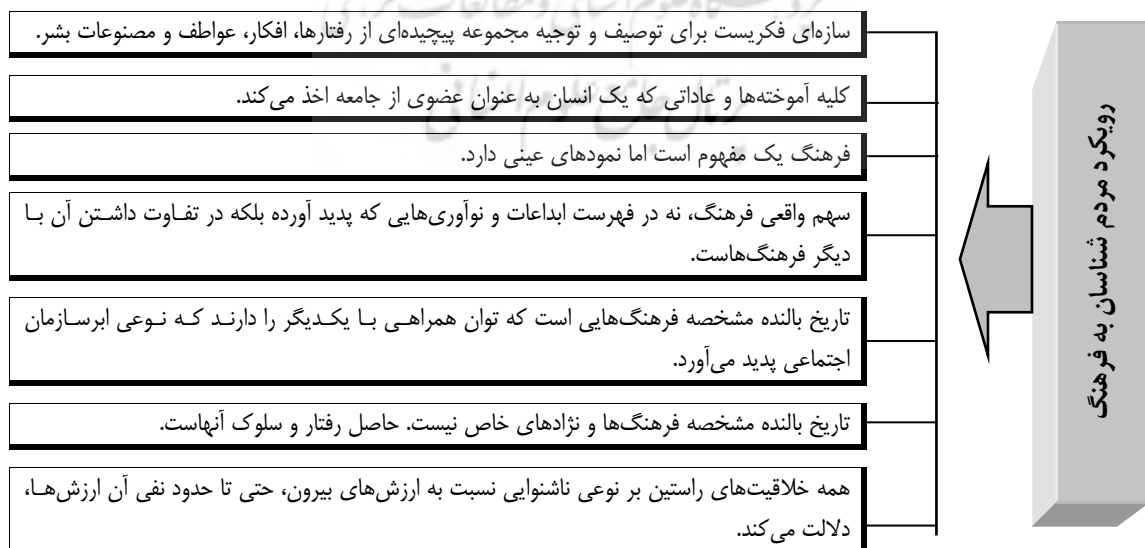 رویکرد مردم شناسان به فرهنگ
سازه‌ای فکریست برای توصیف و توجیه مجموعه پیچیده‌ای از رفتارها، افکار، عواطف و مصنوعات بشر.
کلیه آموخته‌ها و عاداتی که یک انسان به عنوان عضوی از جامعه اخذ می‌کند.
فرهنگ یک مفهوم است اما نمودهای عینی دارد.
سهم واقعی فرهنگ، نه در فهرست ابداعات و نوآوری‌هایی که پدید آورده بلکه در تفاوت داشتن آن با
دیگر فرهنگ‌هاست.
تاریخ بالنده مشخصه فرهنگ‌هایی است که توان همراهی با یکدیگر را دارند که نوعی ابرسازمان
اجتماعی پدید می‌آورد.
تاریخ بالنده مشخصه فرهنگ‌ها و نژادهای خاص نیست. حاصل رفتار و سلوک آنهاست.
همه خلاقیت‌های راستین بر نوعی ناشنوایی نسبت به ارزش‌های بیرون، حتی تا حدود نفی آن ارزش‌ها،
دلالت می‌کند.
پرتال جامع علوم انسانی